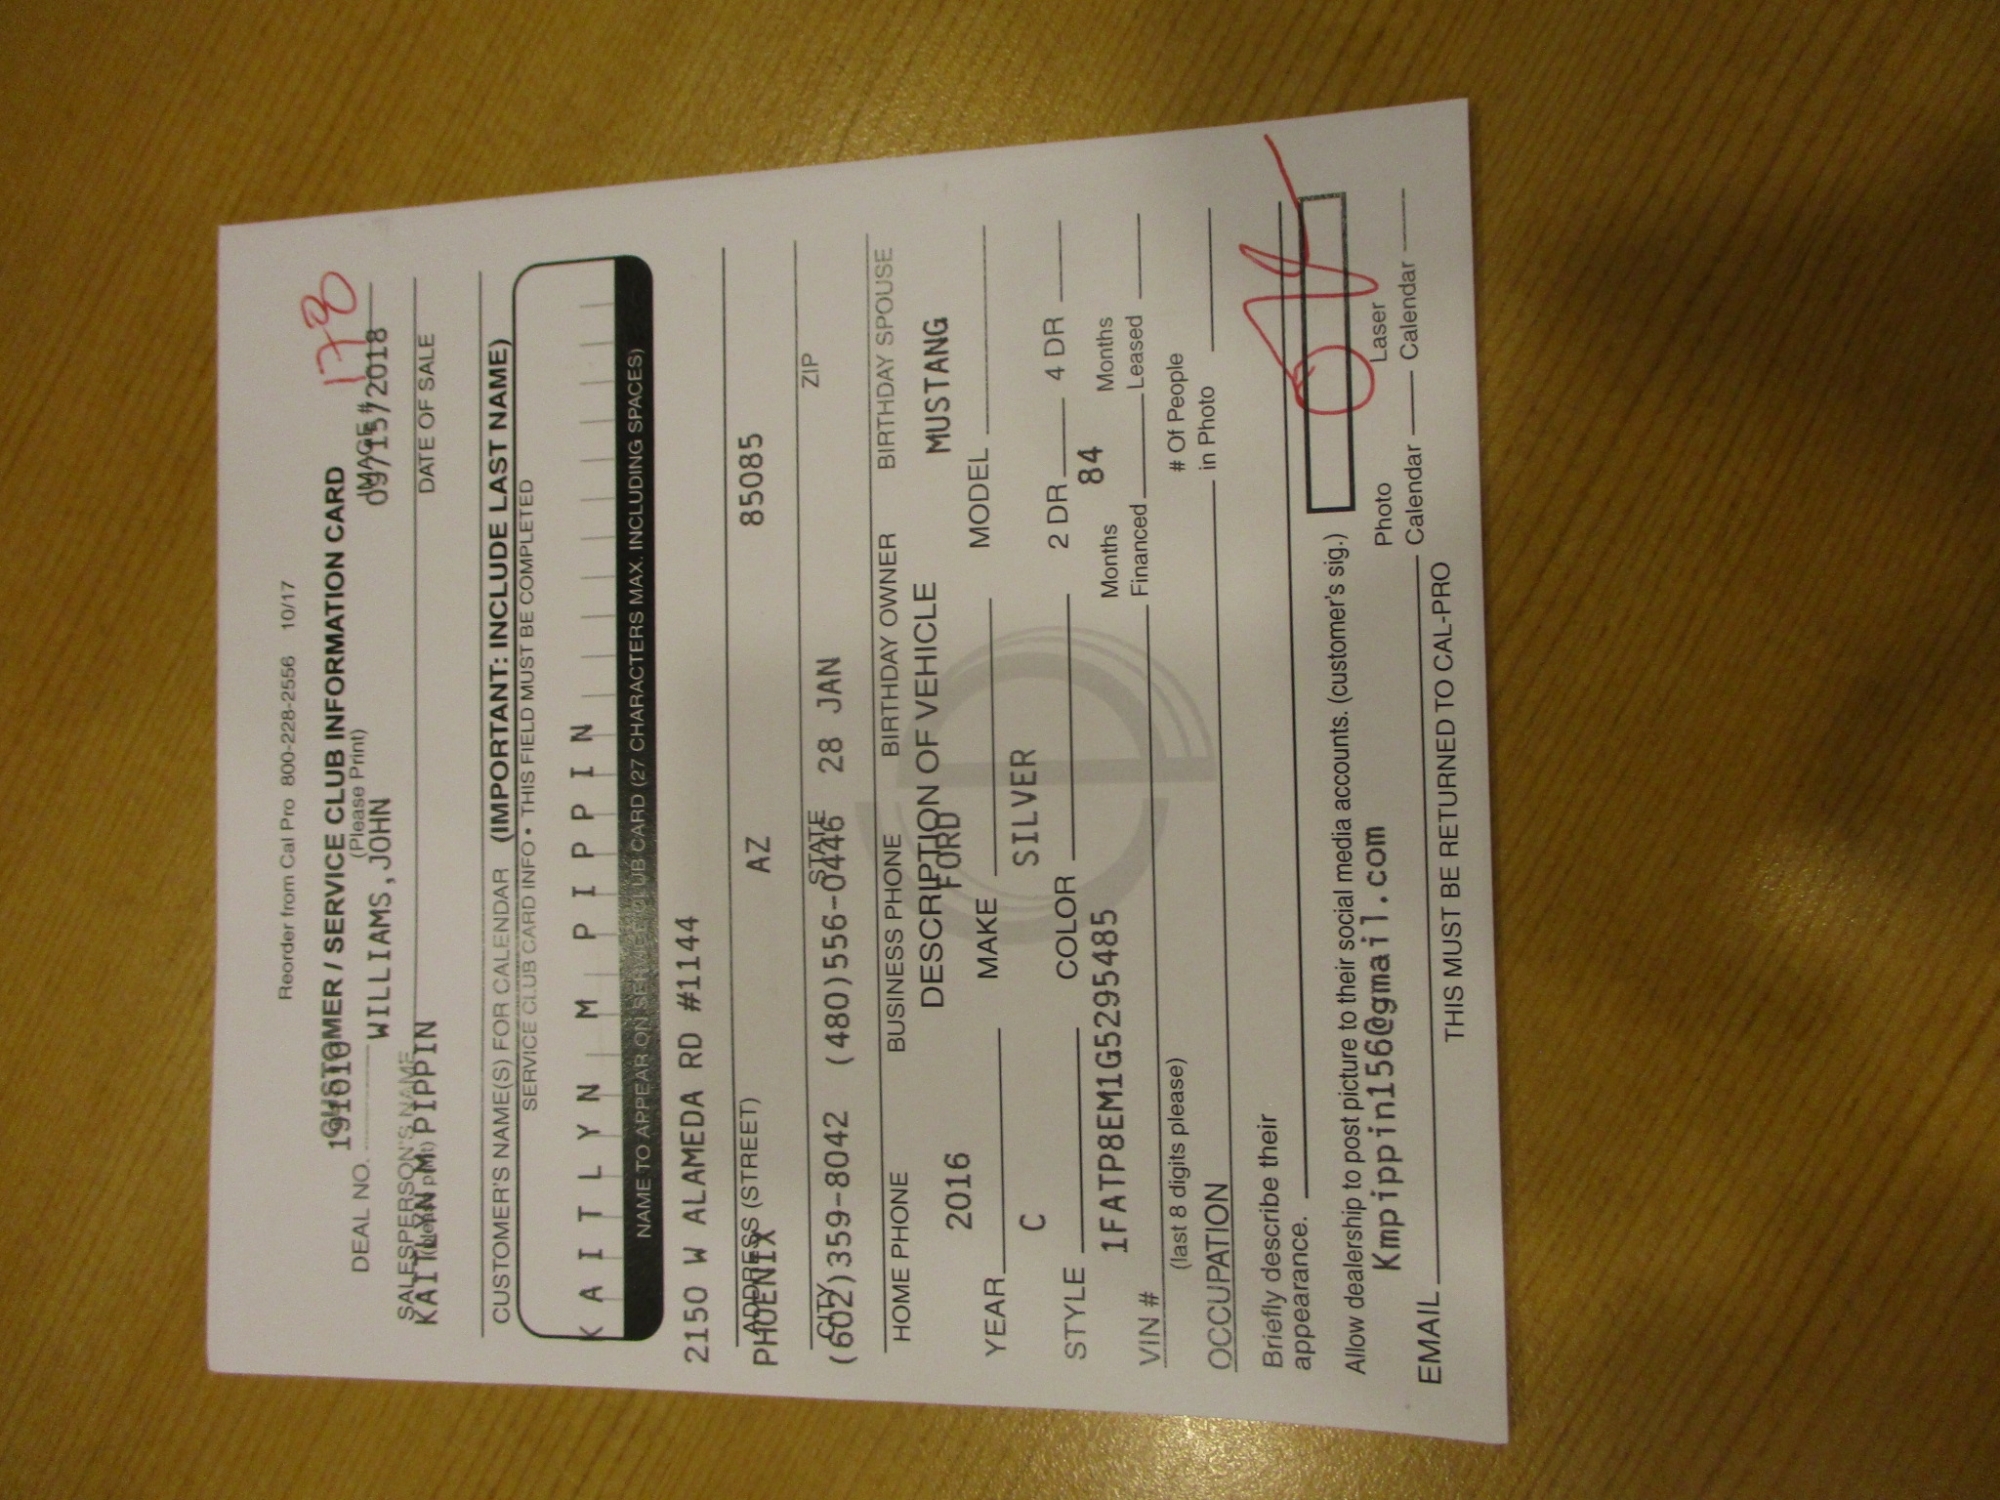 Reorder from Cal Pro 800-228-2556 10/17
CUSTOMER / SERVICE CLUB INFORMATION CARD
(Please Print)
178
DEAL NO. 191010 IMAGE #
WILLIAMS,JOHN 09/15/2018
SALESPERSON'S NAME (please print) DATE OF SALE
KAITLYN M PIPPIN
CUSTOMER'S NAME(S) FOR CALENDAR (IMPORTANT: INCLUDE LAST NAME)
SERVICE CLUB CARD INFO • THIS FIELD MUST BE COMPLETED
K A I T L Y N M P I P P I N
NAME TO APPEAR ON SERVICE CLUB CARD (27 CHARACTERS MAX. INCLUDING SPACES)
2150 W ALAMEDA RD #1144
ADDRESS (STREET)
PHOENIX AZ 85085
CITY STATE ZIP
(602)359-8042 (480)556-0446 28 JAN
HOME PHONE BUSINESS PHONE BIRTHDAY OWNER BIRTHDAY SPOUSE
DESCRIPTION OF VEHICLE
2016 FORD MUSTANG
YEAR MAKE MODEL
C SILVER
STYLE COLOR 2 DR 4 DR
1FATP8EM1G5295485 84
VIN # Months Financed Months Leased
(last 8 digits please)
OCCUPATION # Of People in Photo
Briefly describe their
appearance.
Allow dealership to post picture to their social media accounts. (customer's sig.)
Kmpippin156@gmail.com
EMAIL Photo Calendar Laser Calendar
THIS MUST BE RETURNED TO CAL-PRO